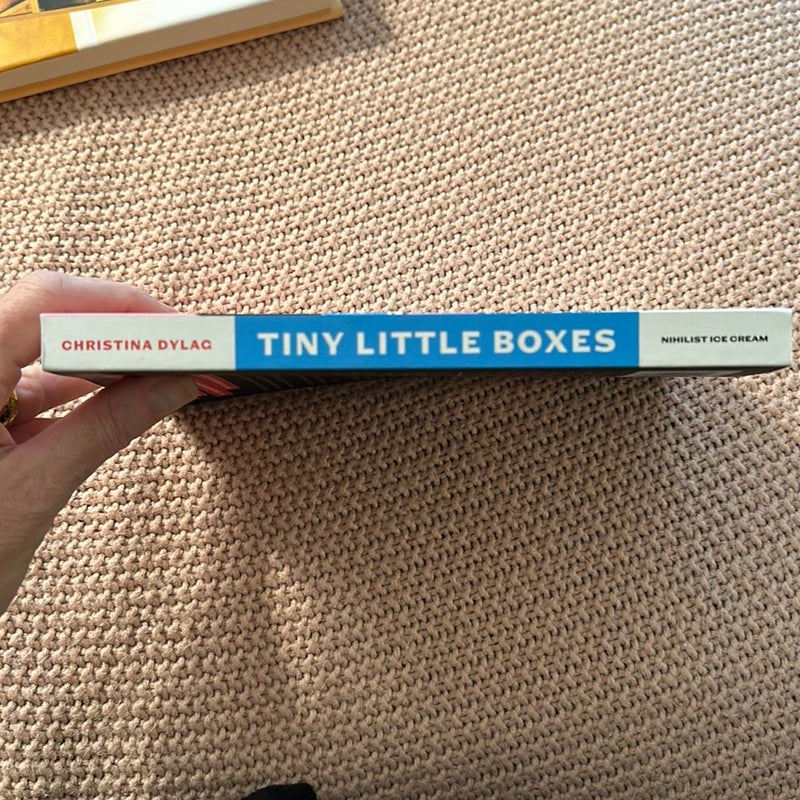 CHRISTINA DYLAG
TINY LITTLE BOXES
NIHILIST ICE CREAM